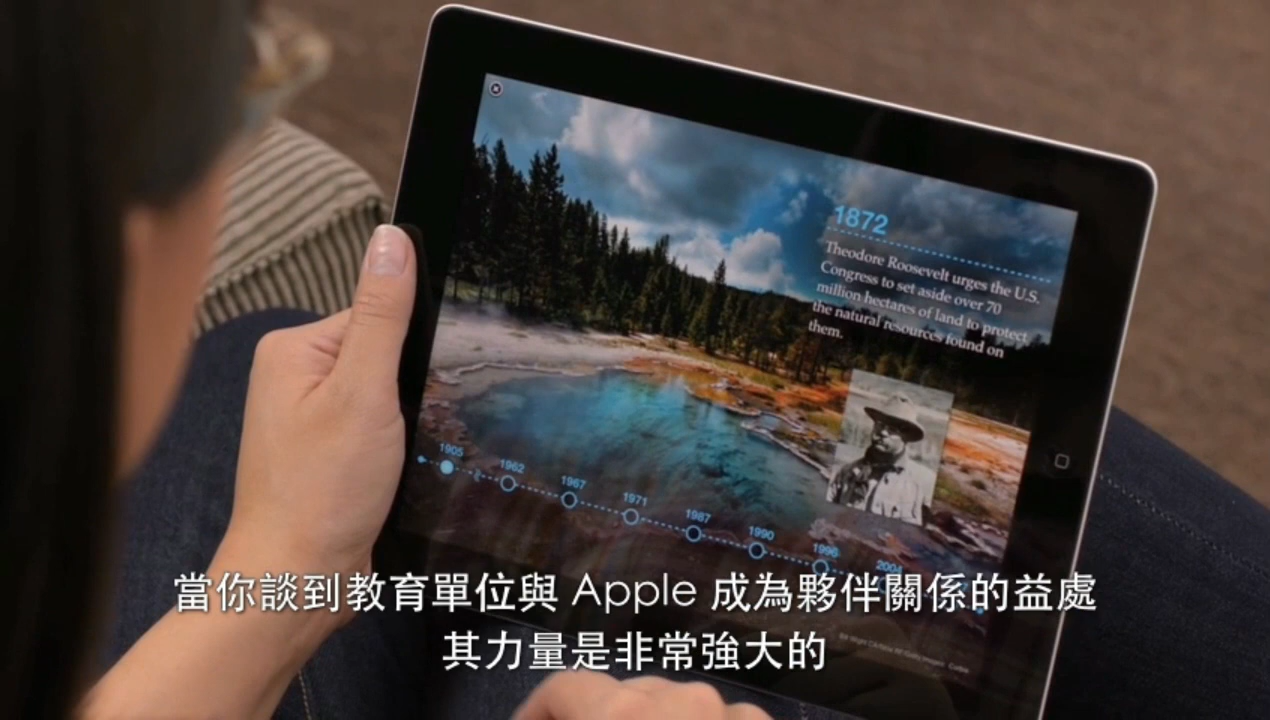 1872
Theodore Roosevelt urges the U.S.
Congress to set aside over 70
million hectares of land to protect
the natural resources found on
them.
1905
1962
1967
1971
1987
1990
1996
2004
當你談到教育單位與 Apple 成為夥伴關係的益處
其力量是非常強大的